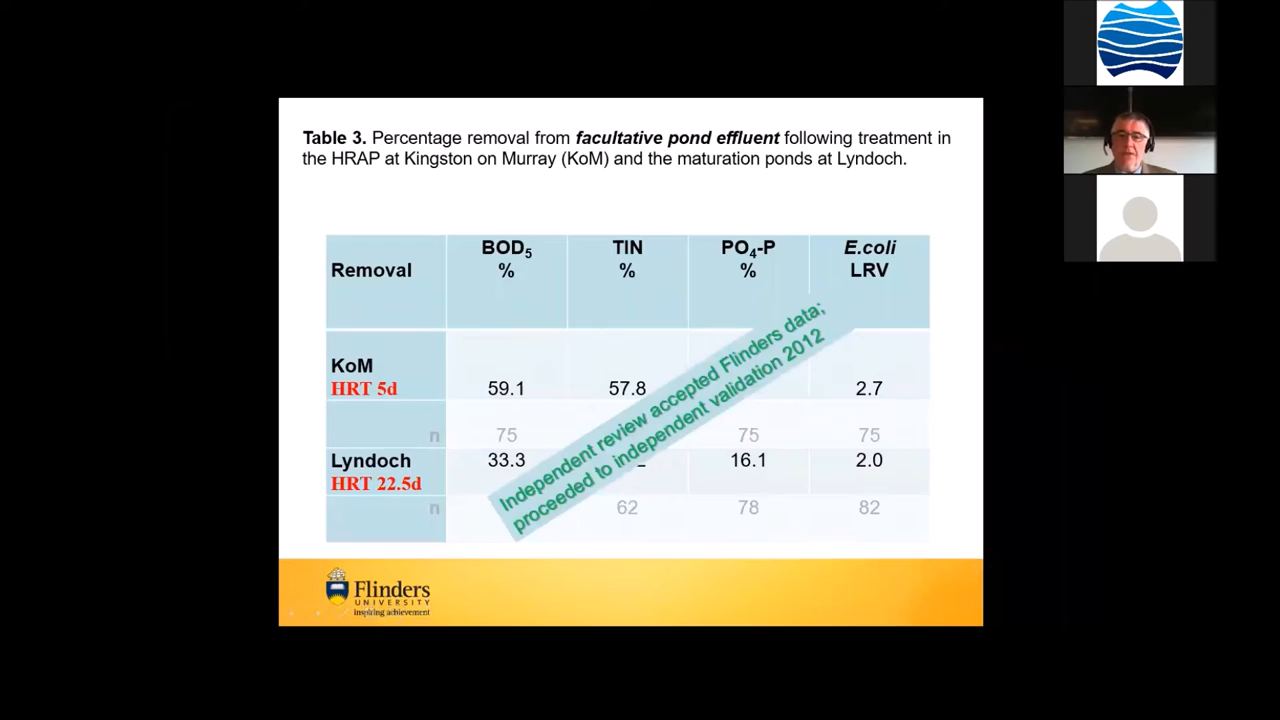 Table 3. Percentage removal from facultative pond effluent following treatment in
the HRAP at Kingston on Murray (KoM) and the maturation ponds at Lyndoch.
Removal BOD5 % TIN % PO4-P % E.coli LRV
KoM
HRT 5d 59.1 57.8 2.7
n 75 75 75
Lyndoch 33.3 16.1 2.0
HRT 22.5d
n 62 78 82
Independent review accepted Flinders data;
proceeded to independent validation 2012
Flinders
UNIVERSITY
inspiring achievement